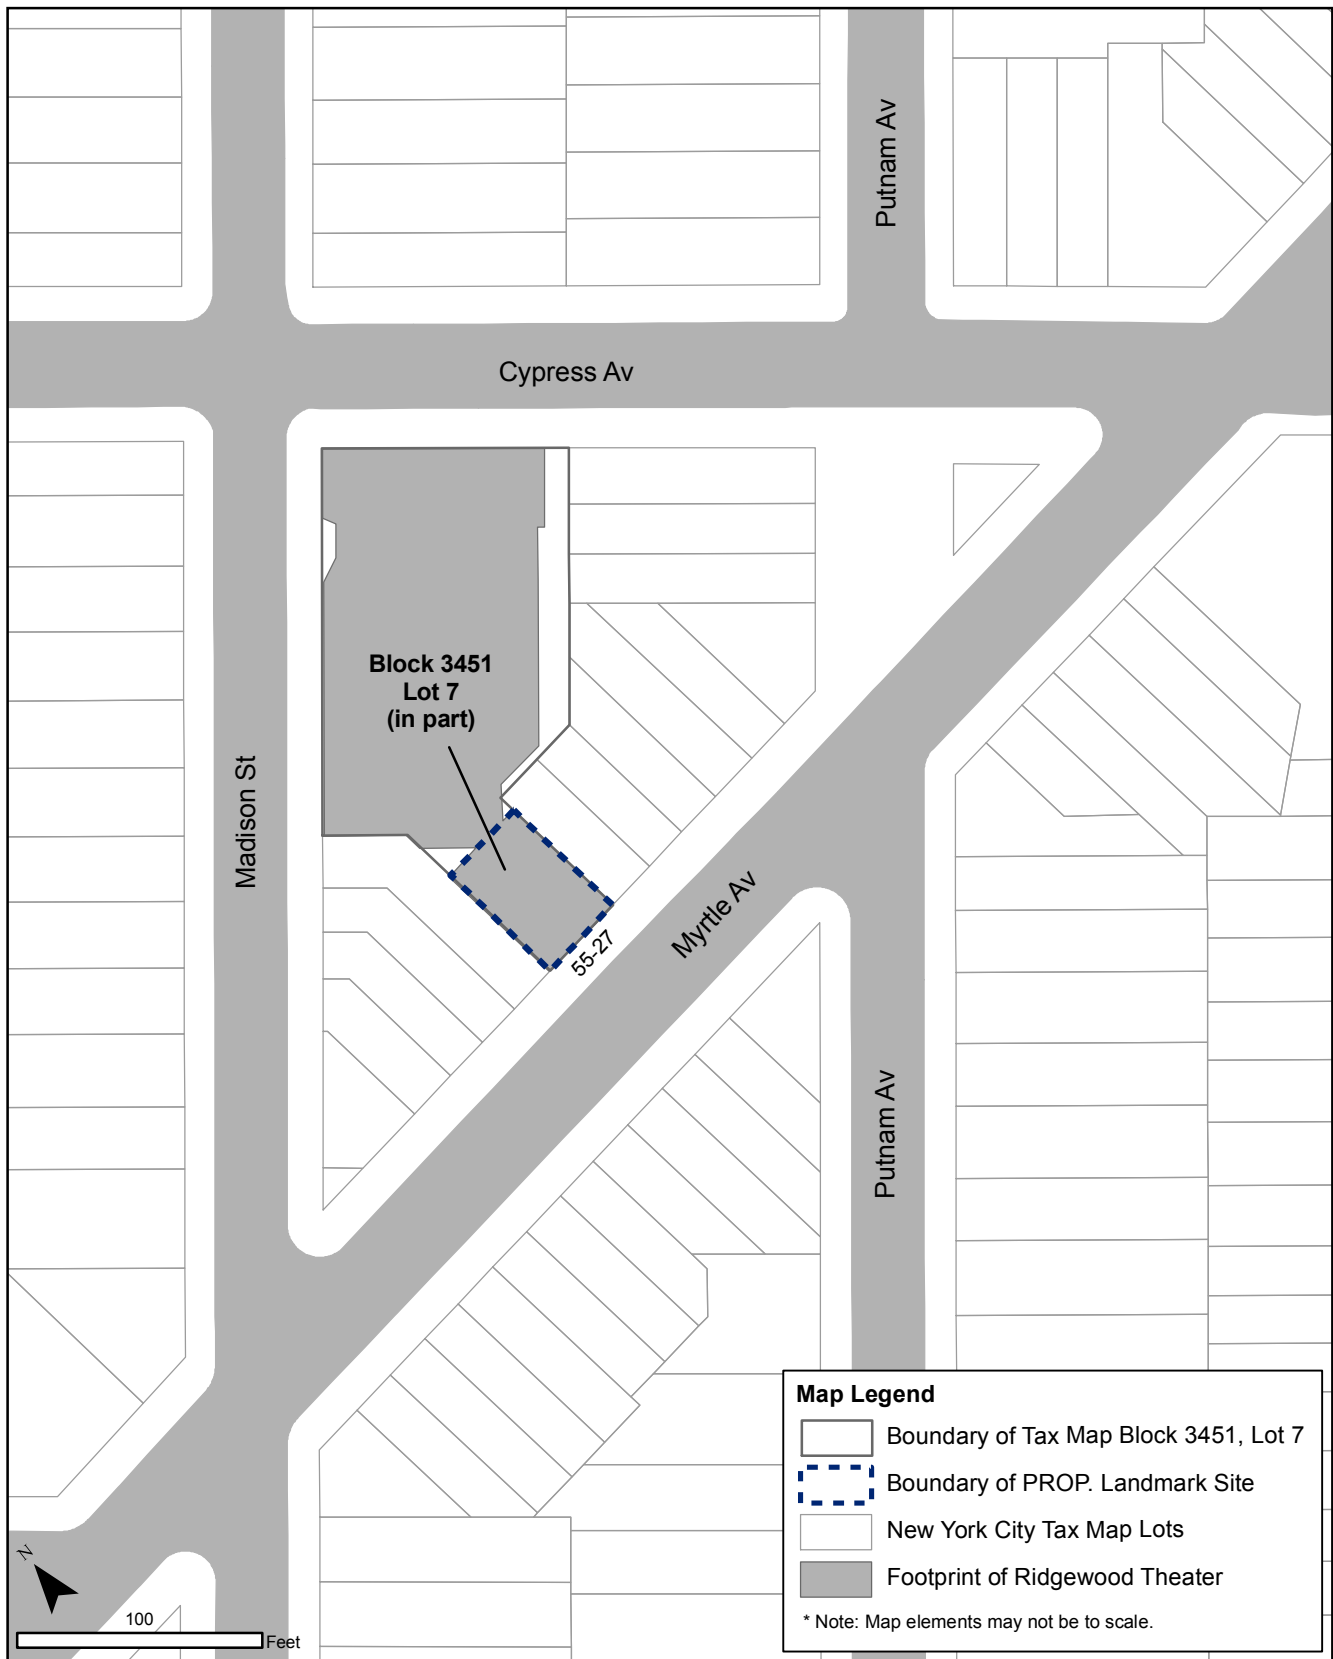 Putnam Av
Cypress Av
Block 3451
Lot 7
(in part)
Madison St
Myrtle Av
55-27
Putnam Av
Map Legend
Boundary of Tax Map Block 3451, Lot 7
Boundary of PROP. Landmark Site
New York City Tax Map Lots
Footprint of Ridgewood Theater
* Note: Map elements may not be to scale.
N
100
Feet